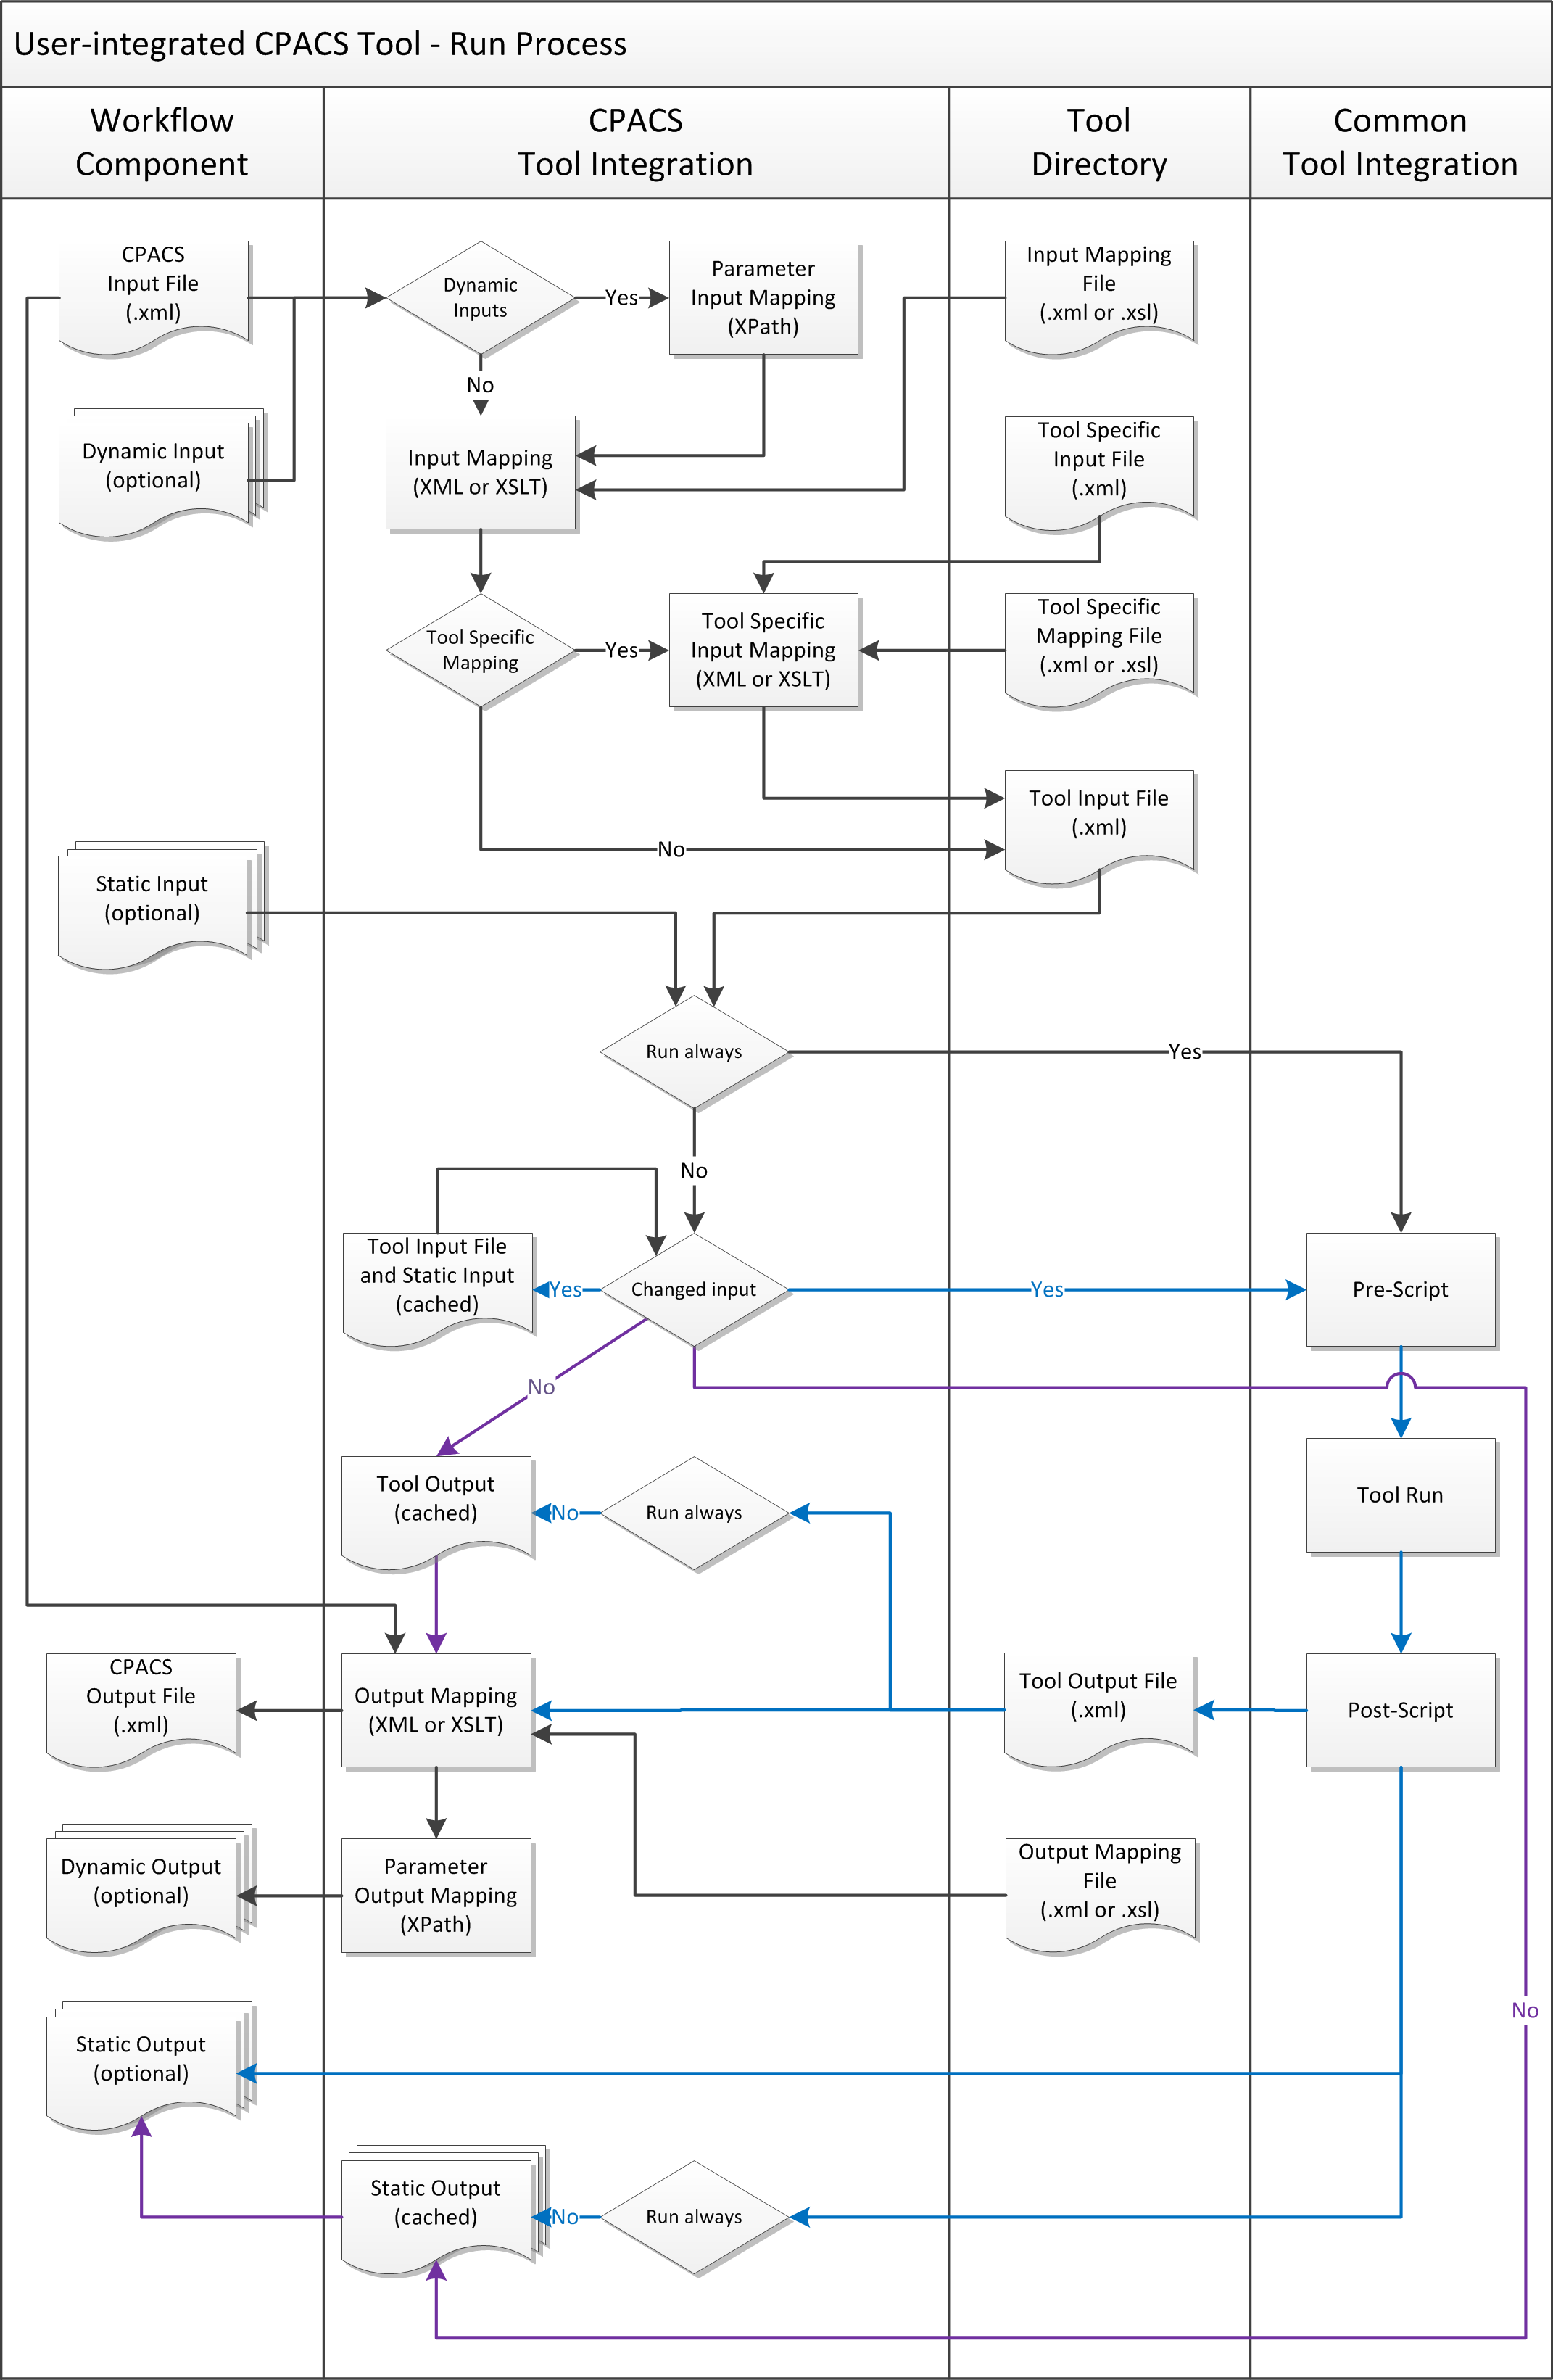 User-integrated CPACS Tool - Run Process
Workflow
Component
CPACS
Tool Integration
Tool
Directory
Common
Tool Integration
CPACS
Input File
(.xml)
Dynamic
Inputs
Yes
Parameter
Input Mapping
(XPath)
Input Mapping
File
(.xml or .xsl)
No
Dynamic Input
(optional)
Input Mapping
(XML or XSLT)
Tool Specific
Input File
(.xml)
Tool Specific
Mapping
Yes
Tool Specific
Input Mapping
(XML or XSLT)
Tool Specific
Mapping File
(.xml or .xsl)
Tool Input File
(.xml)
No
Static Input
(optional)
Run always
Yes
No
Tool Input File
and Static Input
(cached)
Yes
Changed input
Yes
Pre-Script
No
Tool Output
(cached)
No
Run always
Tool Run
CPACS
Output File
(.xml)
Output Mapping
(XML or XSLT)
Tool Output File
(.xml)
Post-Script
Dynamic Output
(optional)
Parameter
Output Mapping
(XPath)
Output Mapping
File
(.xml or .xsl)
No
Static Output
(optional)
Static Output
(cached)
No
Run always